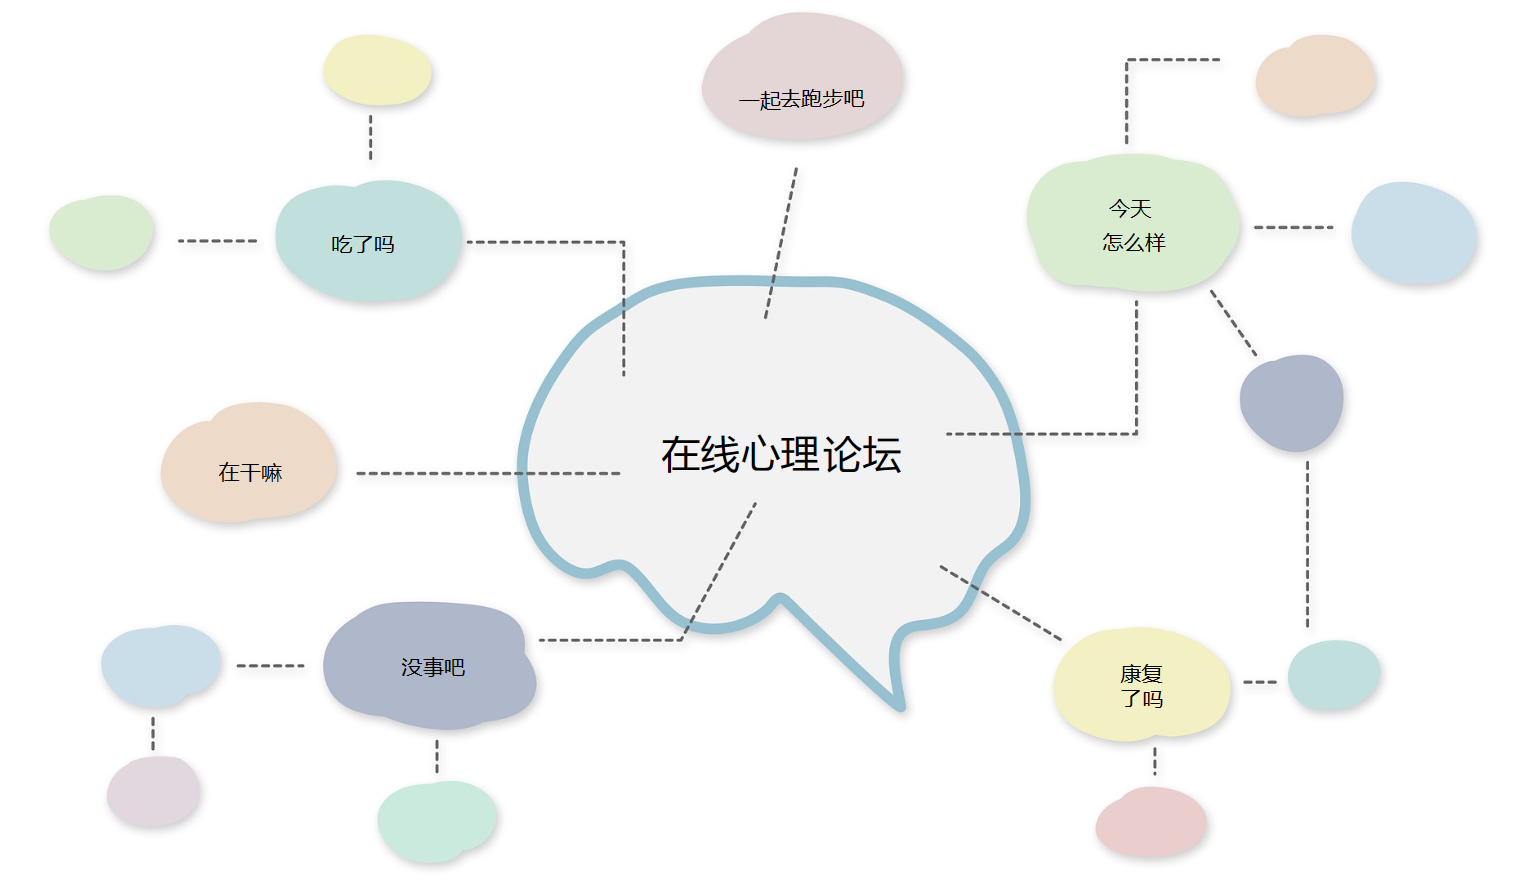 一起去跑步吧
今天
怎么样
吃了吗
在线心理论坛
在干嘛
没事吧
康复
了吗